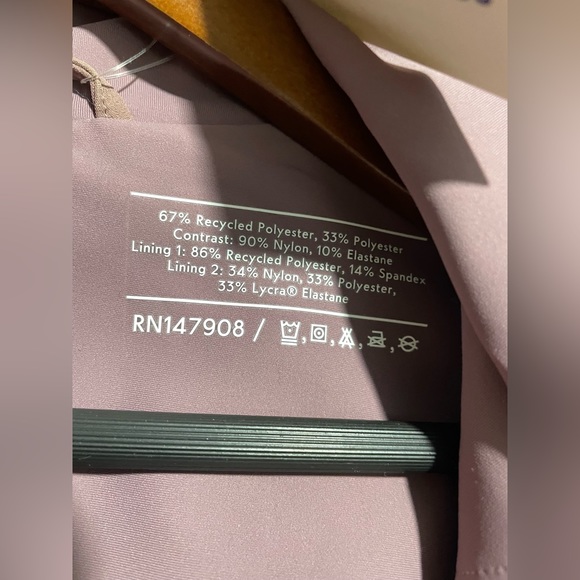 67% Recycled Polyester, 33% Polyester
Contrast: 90% Nylon, 10% Elastane
Lining 1: 86% Recycled Polyester, 14% Spandex
Lining 2: 34% Nylon, 33% Polyester,
33% Lycra® Elastane
RN147908 /